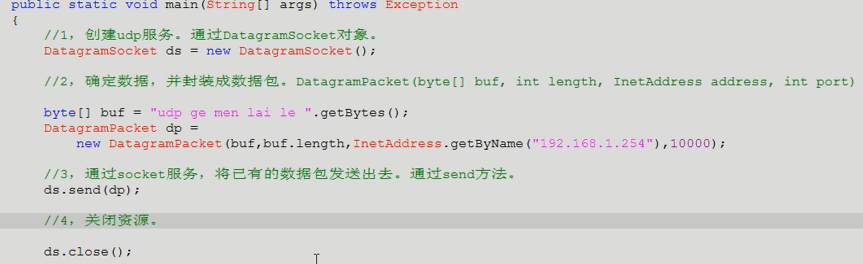 public static void main(String[] args) throws Exception
{
//1，创建udp服务。通过DatagramSocket对象。
DatagramSocket ds = new DatagramSocket();
//2，确定数据，并封装成数据包。DatagramPacket(byte[] buf, int length, InetAddress address, int port)
byte[] buf = "udp ge men lai le ".getBytes();
DatagramPacket dp =
new DatagramPacket(buf,buf.length,InetAddress.getByName("192.168.1.254"),10000);
//3，通过socket服务，将已有的数据包发送出去。通过send方法。
ds.send(dp);
//4，关闭资源。
ds.close();